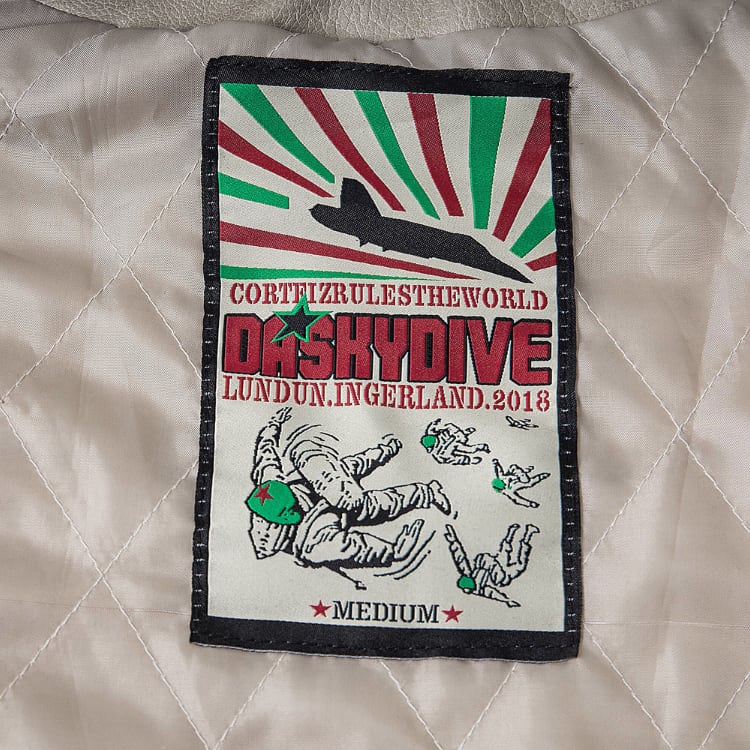 CORTEIZRULESTHEWORLD
DASKYDIVE
LUNDUN.INGERLAND.2018
★MEDIUM★